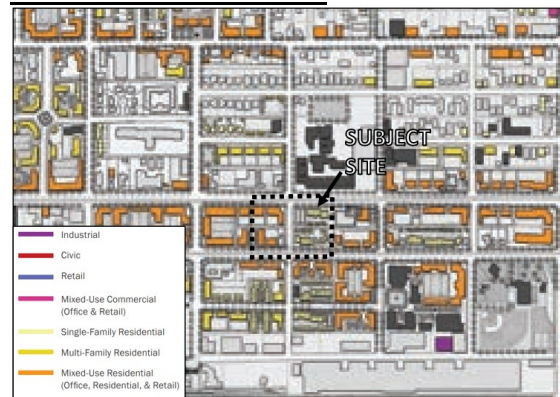 SUBJECT
SITE
Industrial
Civic
Retail
Mixed-Use Commercial
(Office & Retail)
Single-Family Residential
Multi-Family Residential
Mixed-Use Residential
(Office, Residential, & Retail)